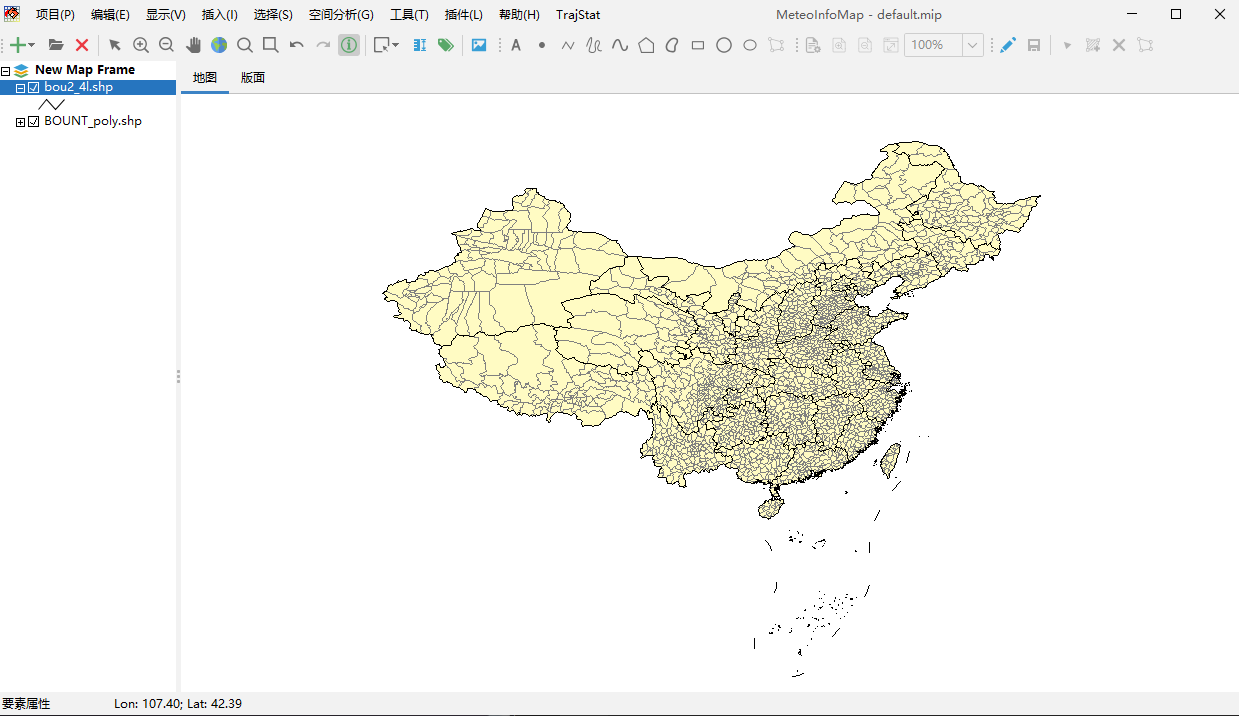 项目(P) 编辑(E) 显示(V) 插入(I) 选择(S) 空间分析(G) 工具(T) 插件(L) 帮助(H) TrajStat MeteoInfoMap - default.mip
A 100%
New Map Frame
bou2_4l.shp
BOUNT_poly.shp
地图 版面
要素属性 Lon: 107.40; Lat: 42.39